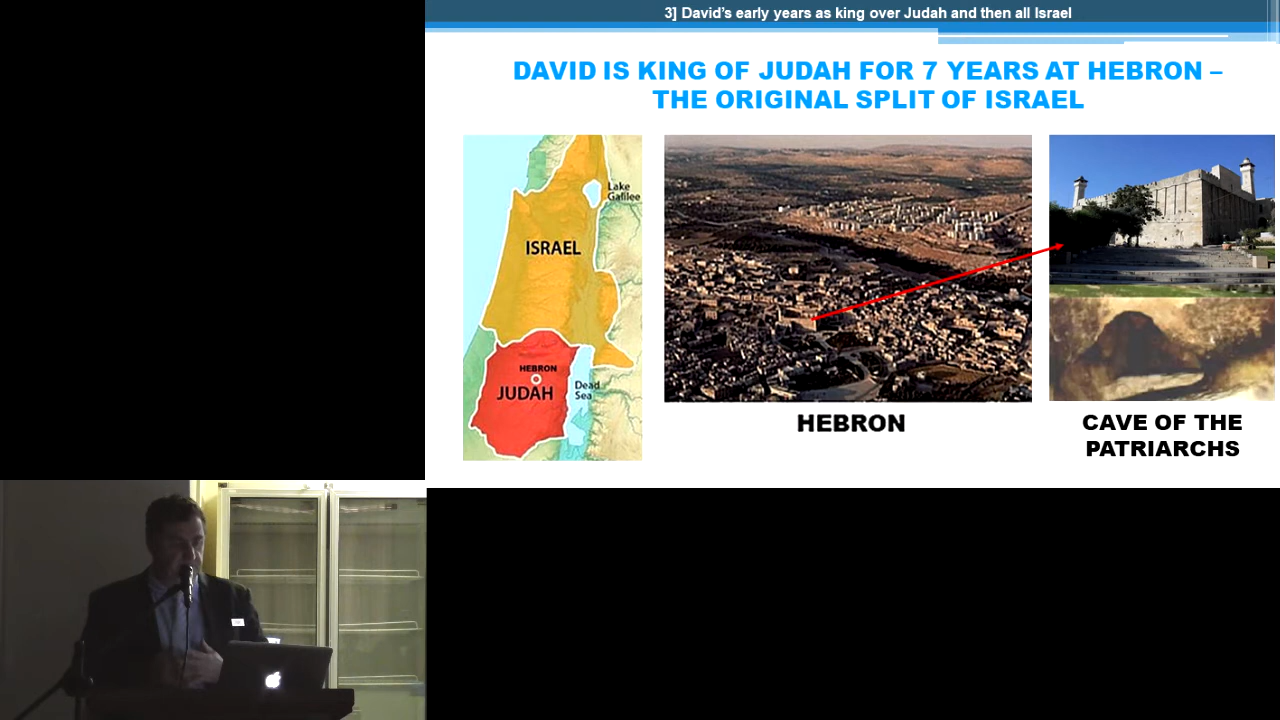 3] David's early years as king over Judah and then all Israel
DAVID IS KING OF JUDAH FOR 7 YEARS AT HEBRON –
THE ORIGINAL SPLIT OF ISRAEL
Lake
Galilee
ISRAEL
HEBRON
JUDAH
Dead
Sea
HEBRON
CAVE OF THE
PATRIARCHS